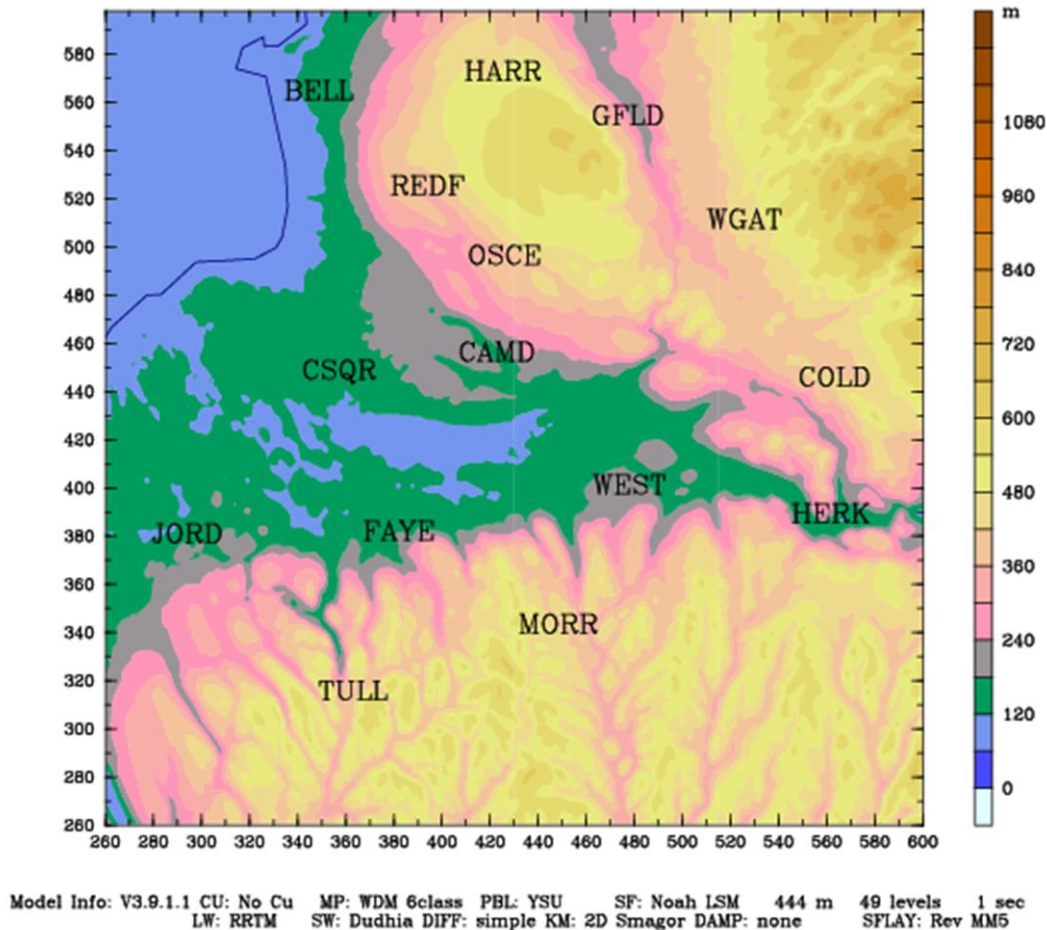 m
580
HARR
BELL
560
GFLD
1080
540
REDF
960
520
WGAT
500
OSCE
840
480
460
CAMD
720
CSQR
COLD
440
600
420
400
WEST
480
HERK
JORD
FAYE
380
360
360
MORR
340
240
320
TULL
300
120
280
0
260
260 280 300 320 340 360 380 400 420 440 460 480 500 520 540 560 580 600
Model Info: V3.9.1.1 CU: No Cu MP: WDM 6class PBL: YSU SF: Noah LSM 444 m 49 levels 1 sec
LW: RRTM SW: Dudhia DIFF: simple KM: 2D Smagor DAMP: none SFLAY: Rev MM5